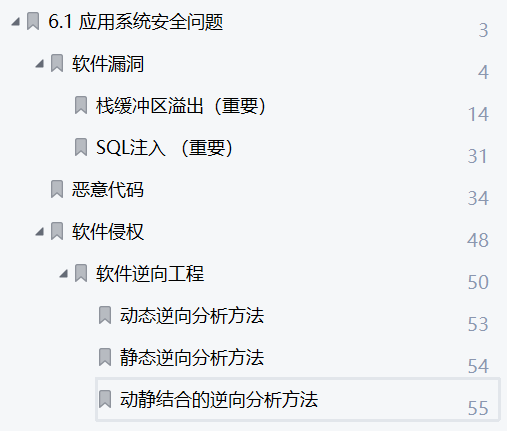 6.1 应用系统安全问题 3
软件漏洞 4
栈缓冲区溢出（重要） 14
SQL注入 （重要） 31
恶意代码 34
软件侵权 48
软件逆向工程 50
动态逆向分析方法 53
静态逆向分析方法 54
动静结合的逆向分析方法 55